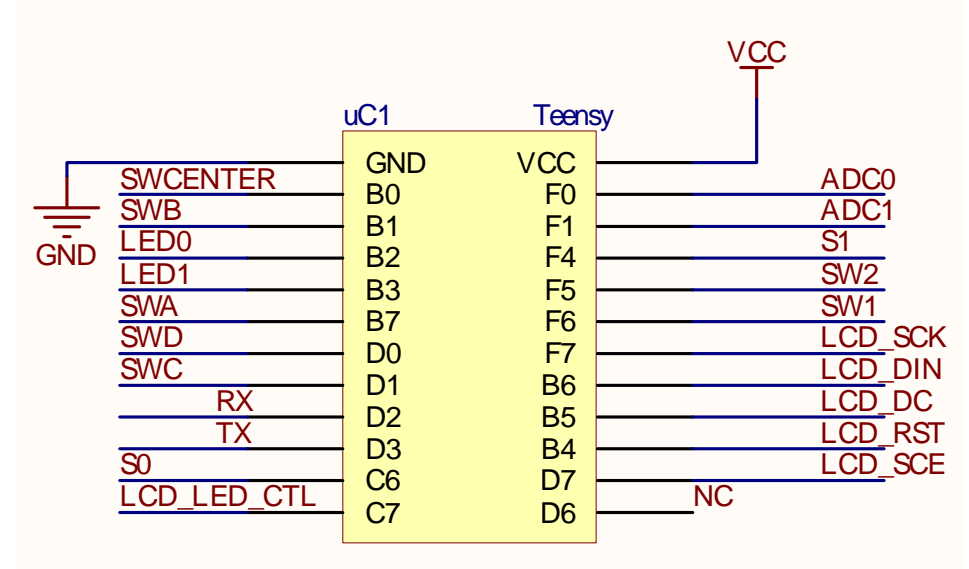 VCC
uC1 Teensy
GND VCC
SWCENTER B0 F0 ADC0
SWB B1 F1 ADC1
GND
LED0 B2 F4 S1
LED1 B3 F5 SW2
SWA B7 F6 SW1
SWD D0 F7 LCD_SCK
SWC D1 B6 LCD_DIN
RX D2 B5 LCD_DC
TX D3 B4 LCD_RST
S0 C6 D7 LCD_SCE
LCD_LED_CTL C7 D6 NC